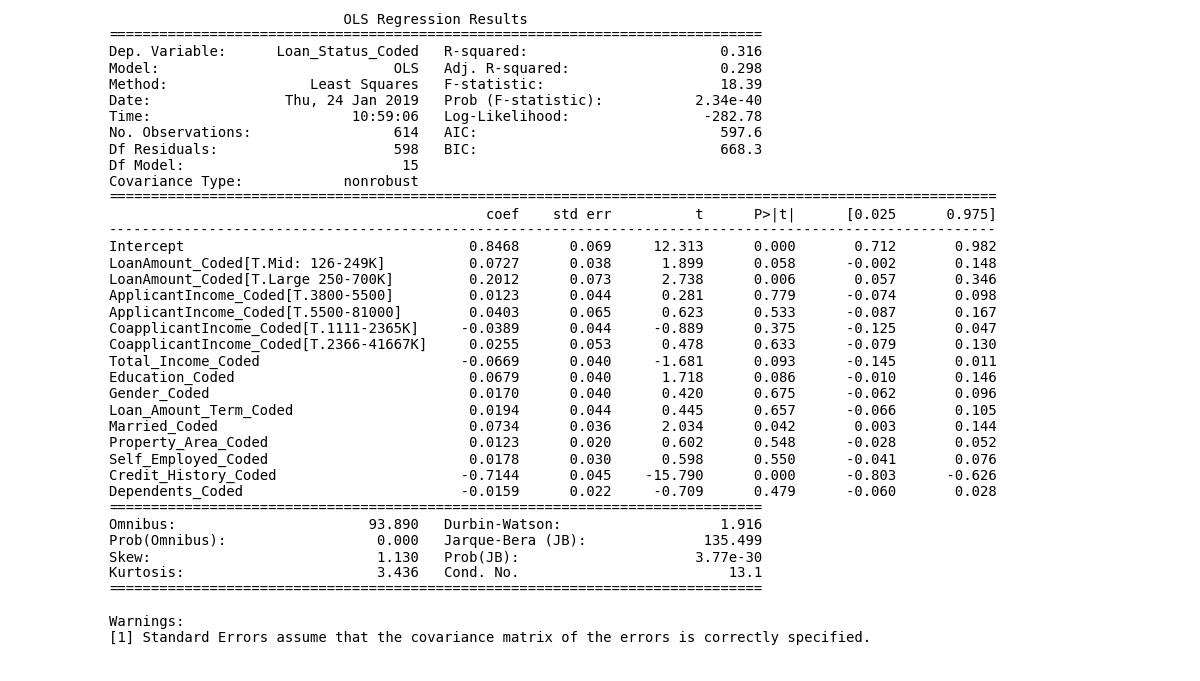 OLS Regression Results
==============================================================================
Dep. Variable: Loan_Status_Coded R-squared: 0.316
Model: OLS Adj. R-squared: 0.298
Method: Least Squares F-statistic: 18.39
Date: Thu, 24 Jan 2019 Prob (F-statistic): 2.34e-40
Time: 10:59:06 Log-Likelihood: -282.78
No. Observations: 614 AIC: 597.6
Df Residuals: 598 BIC: 668.3
Df Model: 15
Covariance Type: nonrobust
==========================================================================================================
coef std err t P>|t| [0.025 0.975]
----------------------------------------------------------------------------------------------------------
Intercept 0.8468 0.069 12.313 0.000 0.712 0.982
LoanAmount_Coded[T.Mid: 126-249K] 0.0727 0.038 1.899 0.058 -0.002 0.148
LoanAmount_Coded[T.Large 250-700K] 0.2012 0.073 2.738 0.006 0.057 0.346
ApplicantIncome_Coded[T.3800-5500] 0.0123 0.044 0.281 0.779 -0.074 0.098
ApplicantIncome_Coded[T.5500-81000] 0.0403 0.065 0.623 0.533 -0.087 0.167
CoapplicantIncome_Coded[T.1111-2365K] -0.0389 0.044 -0.889 0.375 -0.125 0.047
CoapplicantIncome_Coded[T.2366-41667K] 0.0255 0.053 0.478 0.633 -0.079 0.130
Total_Income_Coded -0.0669 0.040 -1.681 0.093 -0.145 0.011
Education_Coded 0.0679 0.040 1.718 0.086 -0.010 0.146
Gender_Coded 0.0170 0.040 0.420 0.675 -0.062 0.096
Loan_Amount_Term_Coded 0.0194 0.044 0.445 0.657 -0.066 0.105
Married_Coded 0.0734 0.036 2.034 0.042 0.003 0.144
Property_Area_Coded 0.0123 0.020 0.602 0.548 -0.028 0.052
Self_Employed_Coded 0.0178 0.030 0.598 0.550 -0.041 0.076
Credit_History_Coded -0.7144 0.045 -15.790 0.000 -0.803 -0.626
Dependents_Coded -0.0159 0.022 -0.709 0.479 -0.060 0.028
==============================================================================
Omnibus: 93.890 Durbin-Watson: 1.916
Prob(Omnibus): 0.000 Jarque-Bera (JB): 135.499
Skew: 1.130 Prob(JB): 3.77e-30
Kurtosis: 3.436 Cond. No. 13.1
==============================================================================
Warnings:
[1] Standard Errors assume that the covariance matrix of the errors is correctly specified.